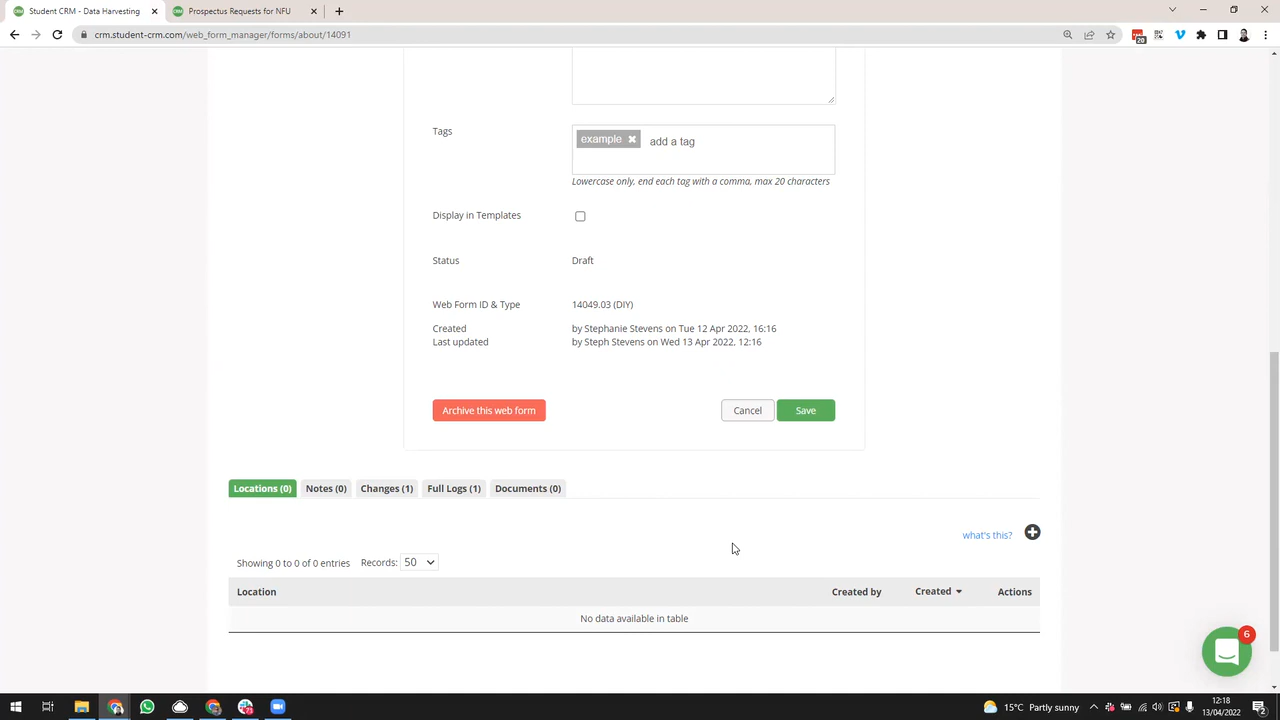 Student CRM - Data Harvesting
Prospectus Requests for NFU
crm.student-crm.com/web_form_manager/forms/about/14091
20
Tags
example ✖ add a tag
Lowercase only, end each tag with a comma, max 20 characters
Display in Templates
Status Draft
Web Form ID & Type 14049.03 (DIY)
Created by Stephanie Stevens on Tue 12 Apr 2022, 16:16
Last updated by Steph Stevens on Wed 13 Apr 2022, 12:16
Archive this web form Cancel Save
Locations (0) Notes (0) Changes (1) Full Logs (1) Documents (0)
what's this?
Showing 0 to 0 of 0 entries Records: 50
Location Created by Created Actions
No data available in table
6
15°C Partly sunny
12:18
13/04/2022
2